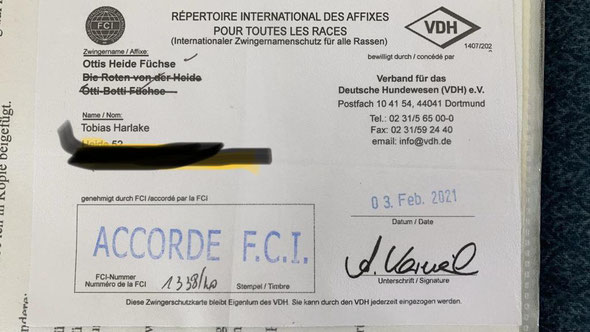 FCI
RÉPERTOIRE INTERNATIONAL DES AFFIXES
POUR TOUTES LES RACES
(Internationaler Zwingernamenschutz für alle Rassen)
VDH
1407/202
Zwingername / Affixe:
Ottis Heide Füchse
Die Roten von der Heide
Otti-Botti Füchse
bewilligt durch / concédé par
Verband für das
Deutsche Hundewesen (VDH) e.V.
Postfach 10 41 54, 44041 Dortmund
Tel.: 02 31/5 65 00-0
Fax: 02 31/59 24 40
email: info@vdh.de
Name / Nom:
Tobias Harlake
genehmigt durch FCI /accordé par la FCI
ACCORDE F.C.I.
FCI-Nummer
Numéro de la FCI
Stempel / Timbre
03. Feb. 2021
Datum / Date
Unterschrift / Signature
Diese Zwingerschutzkarte bleibt Eigentum des VDH. Sie kann durch den VDH jederzeit eingezogen werden.
in Kopie beigefügt.